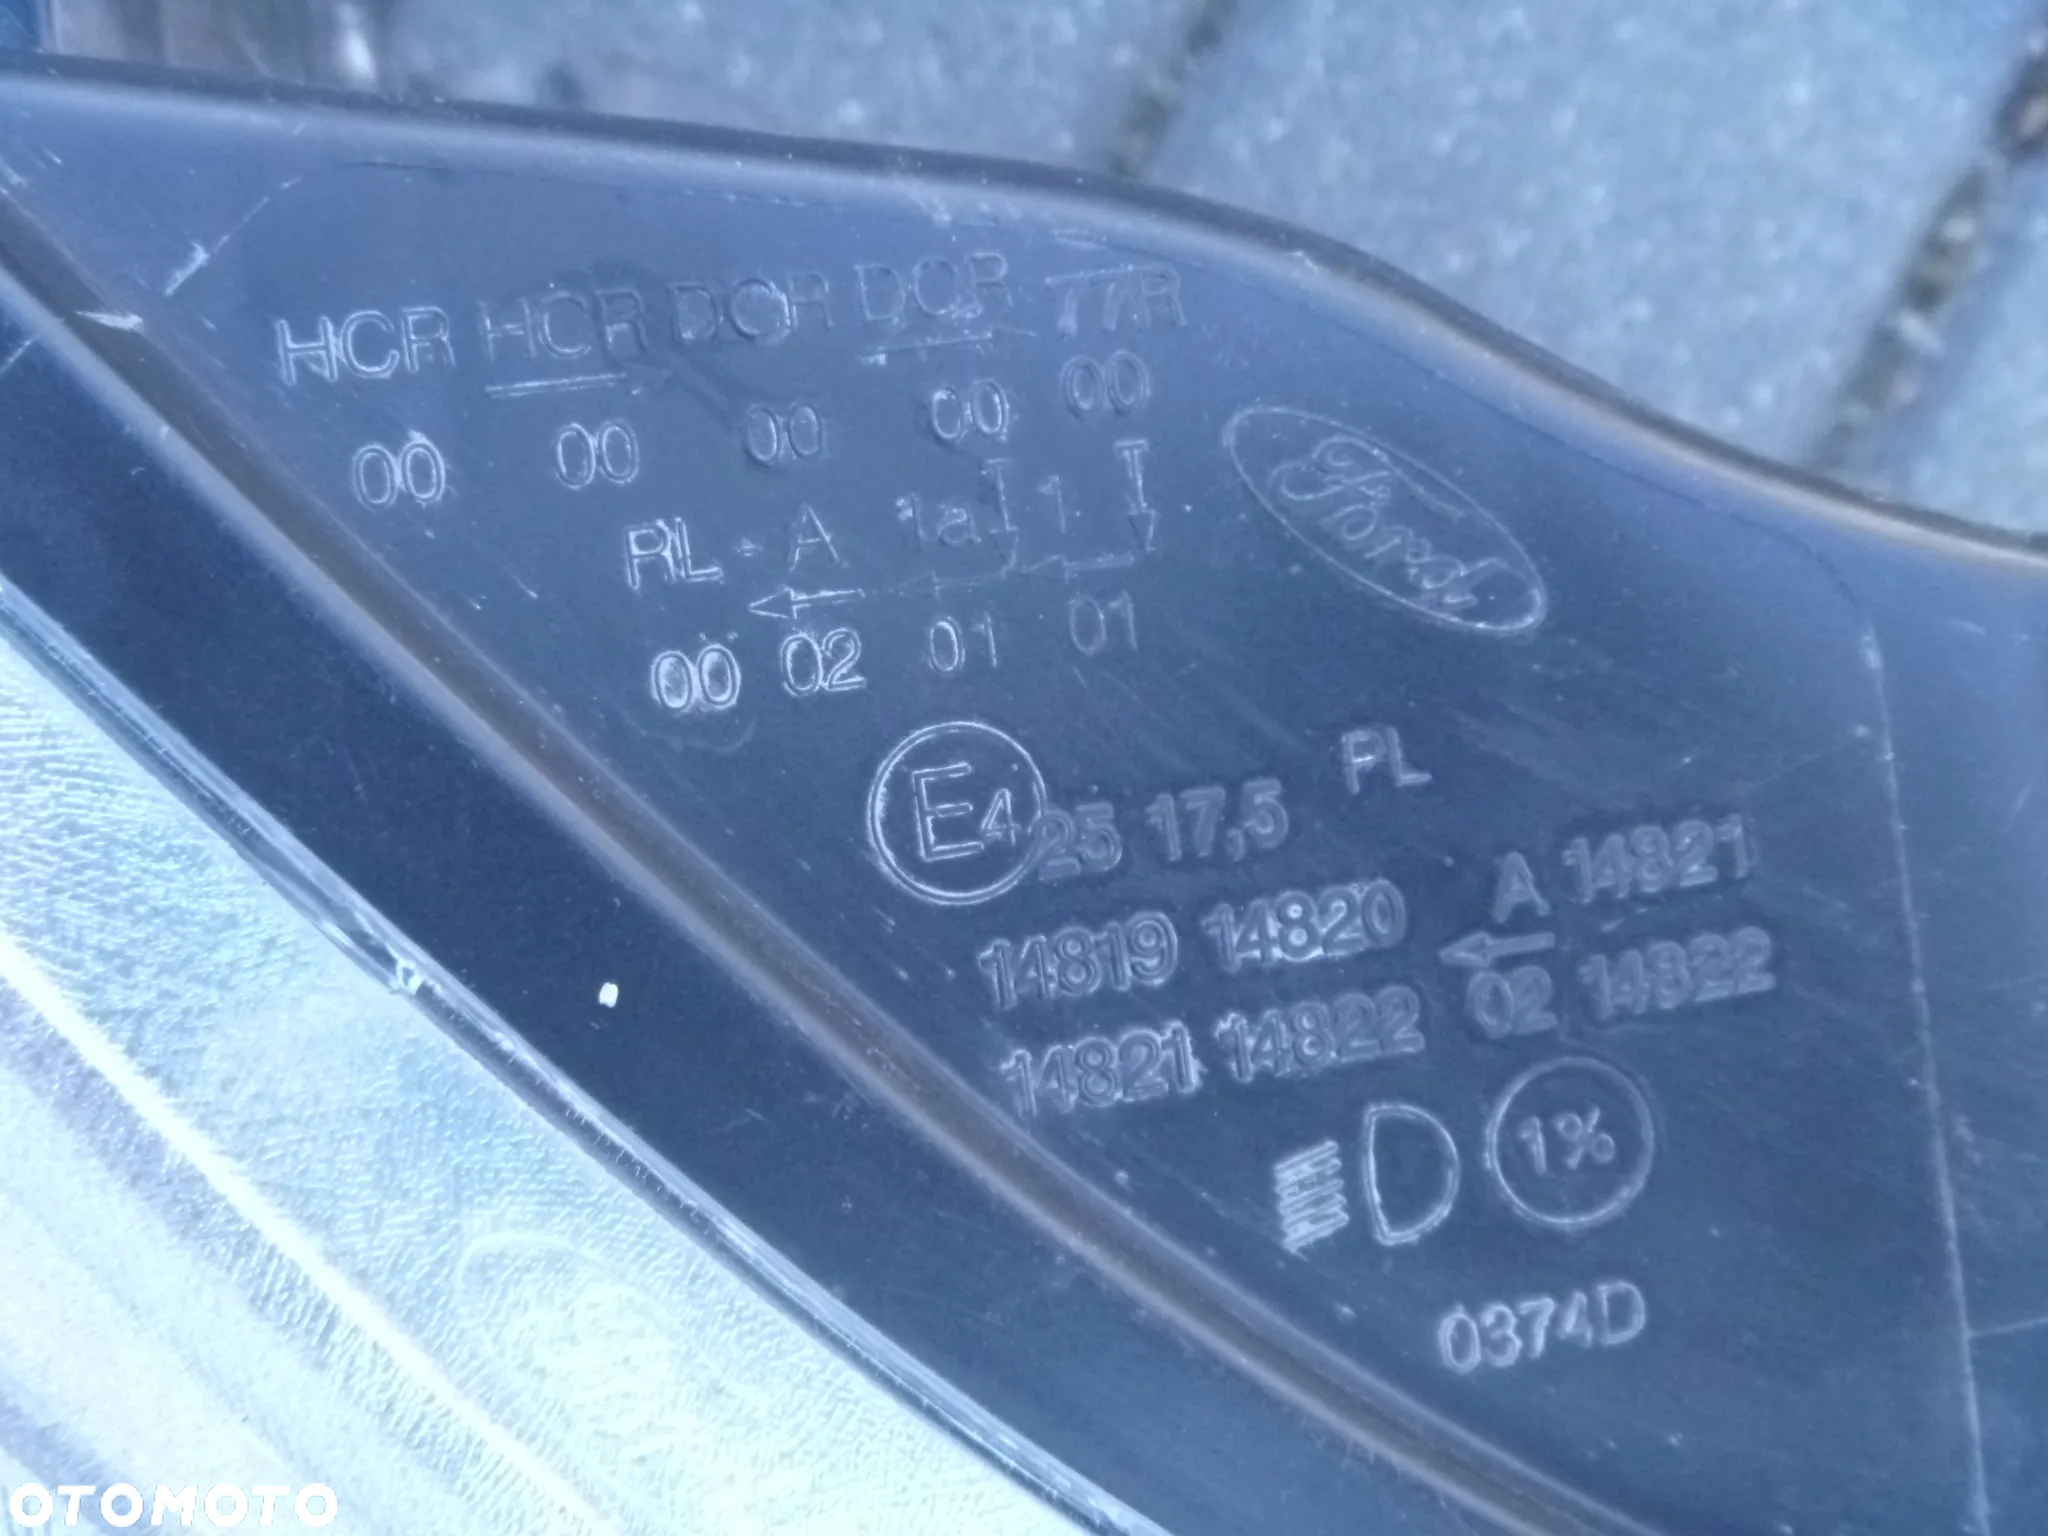 HCR HCR DCR DCR 77R
00 00 00 00 00
RL A 1a 1
00 02 01 01
Ford
E4 25 17,5 PL
14819 14820 A 14821
14821 14822 02 14822
1%
0374D
OTOMOTO